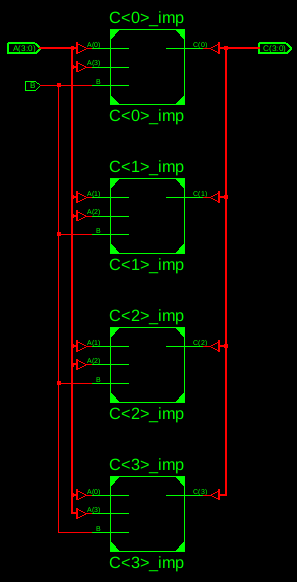 C<0>_imp
A(3:0)
A(0)
C(0)
C(3:0)
A(3)
B
B
C<0>_imp
C<1>_imp
A(1)
C(1)
A(2)
B
C<1>_imp
C<2>_imp
A(1)
C(2)
A(2)
B
C<2>_imp
C<3>_imp
A(0)
C(3)
A(3)
B
C<3>_imp